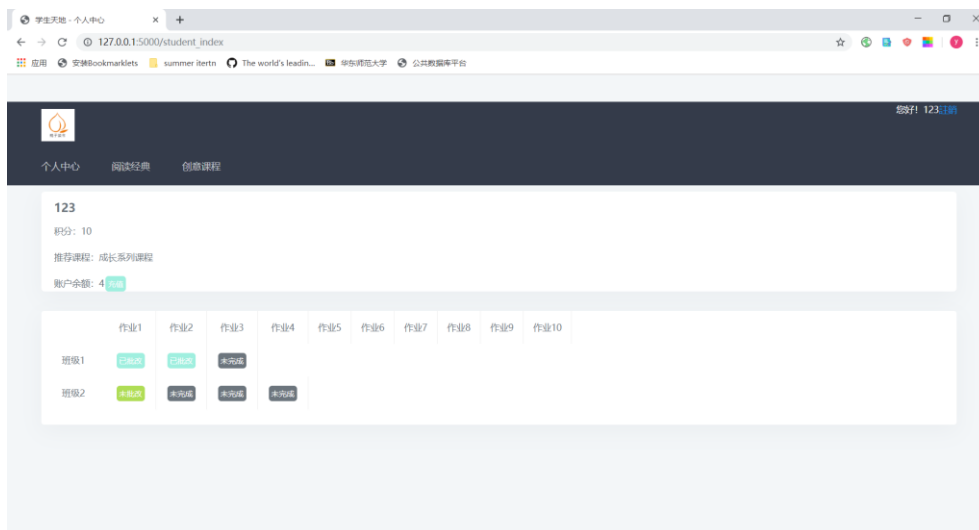 学生天地 - 个人中心
127.0.0.1:5000/student_index
应用 安装Bookmarklets summer itertn The world's leadin... 华东师范大学 公共数据库平台
您好！123注销
个人中心 阅读经典 创意课程
123
积分：10
推荐课程：成长系列课程
账户余额：4 充值
作业1 作业2 作业3 作业4 作业5 作业6 作业7 作业8 作业9 作业10
班级1 已批改 已批改 未完成
班级2 未批改 未完成 未完成 未完成